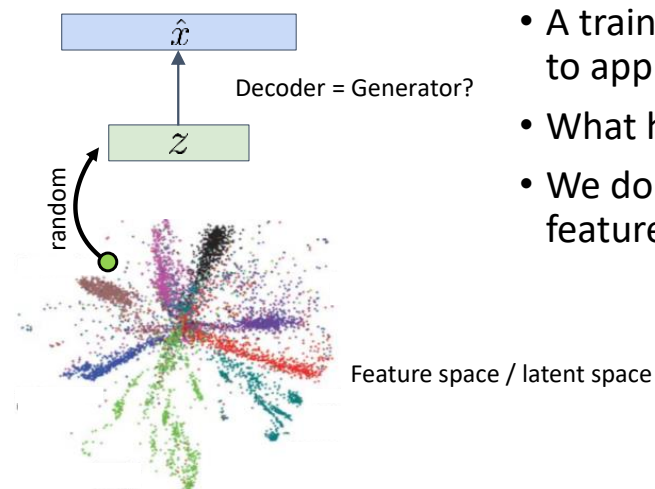 x̂
Decoder = Generator?
z
random
Feature space / latent space
• A train
to app
• What h
• We do
feature